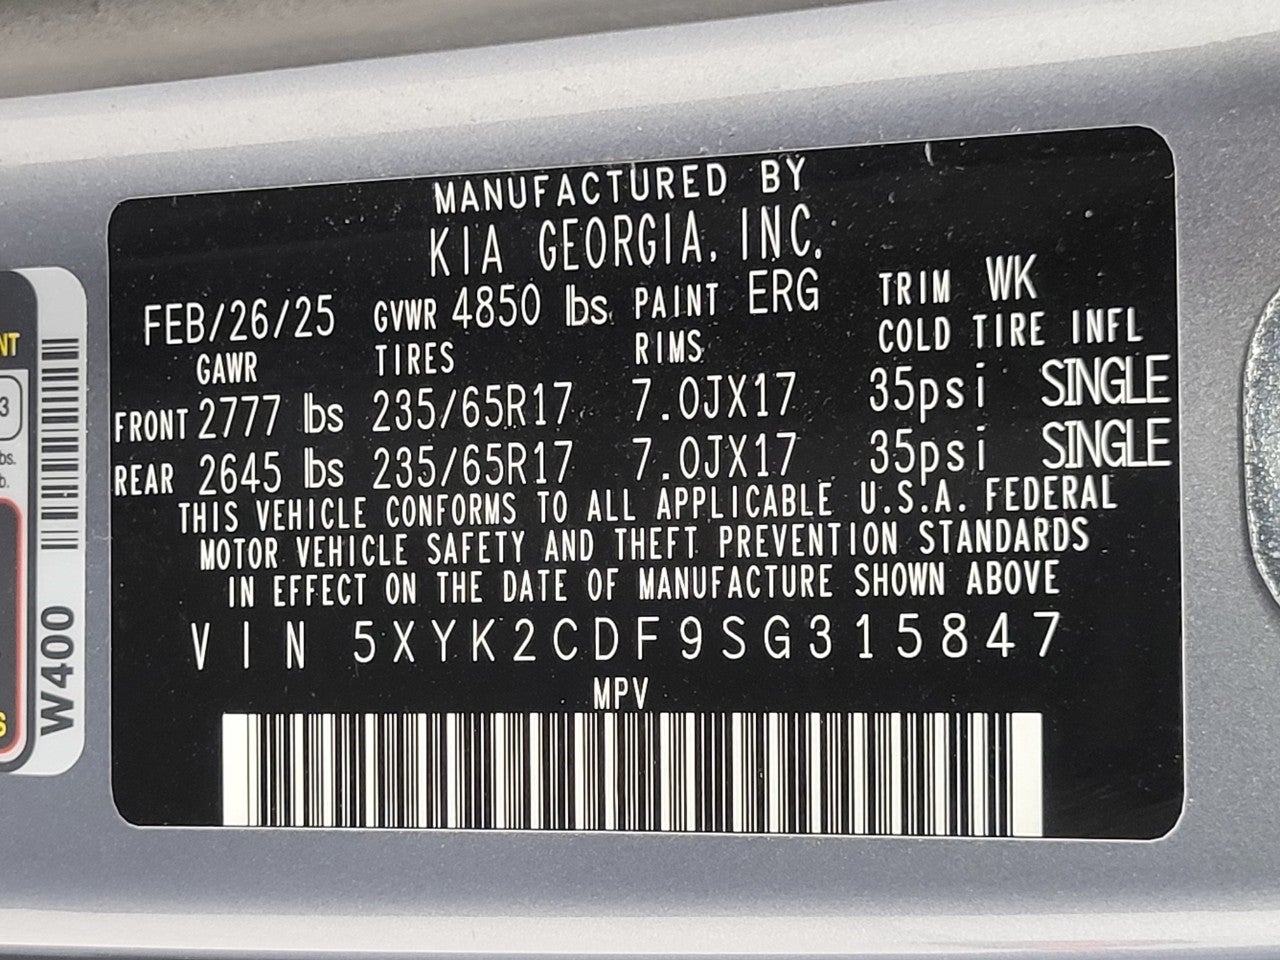 MANUFACTURED BY
KIA GEORGIA, INC.
FEB/26/25 GVWR 4850 lbs PAINT ERG TRIM WK
GAWR TIRES RIMS COLD TIRE INFL
FRONT 2777 lbs 235/65R17 7.0JX17 35psi SINGLE
REAR 2645 lbs 235/65R17 7.0JX17 35psi SINGLE
THIS VEHICLE CONFORMS TO ALL APPLICABLE U.S.A. FEDERAL
MOTOR VEHICLE SAFETY AND THEFT PREVENTION STANDARDS
IN EFFECT ON THE DATE OF MANUFACTURE SHOWN ABOVE
VIN 5XYK2CDF9SG315847
MPV
NT
3
bs.
b.
S
W400